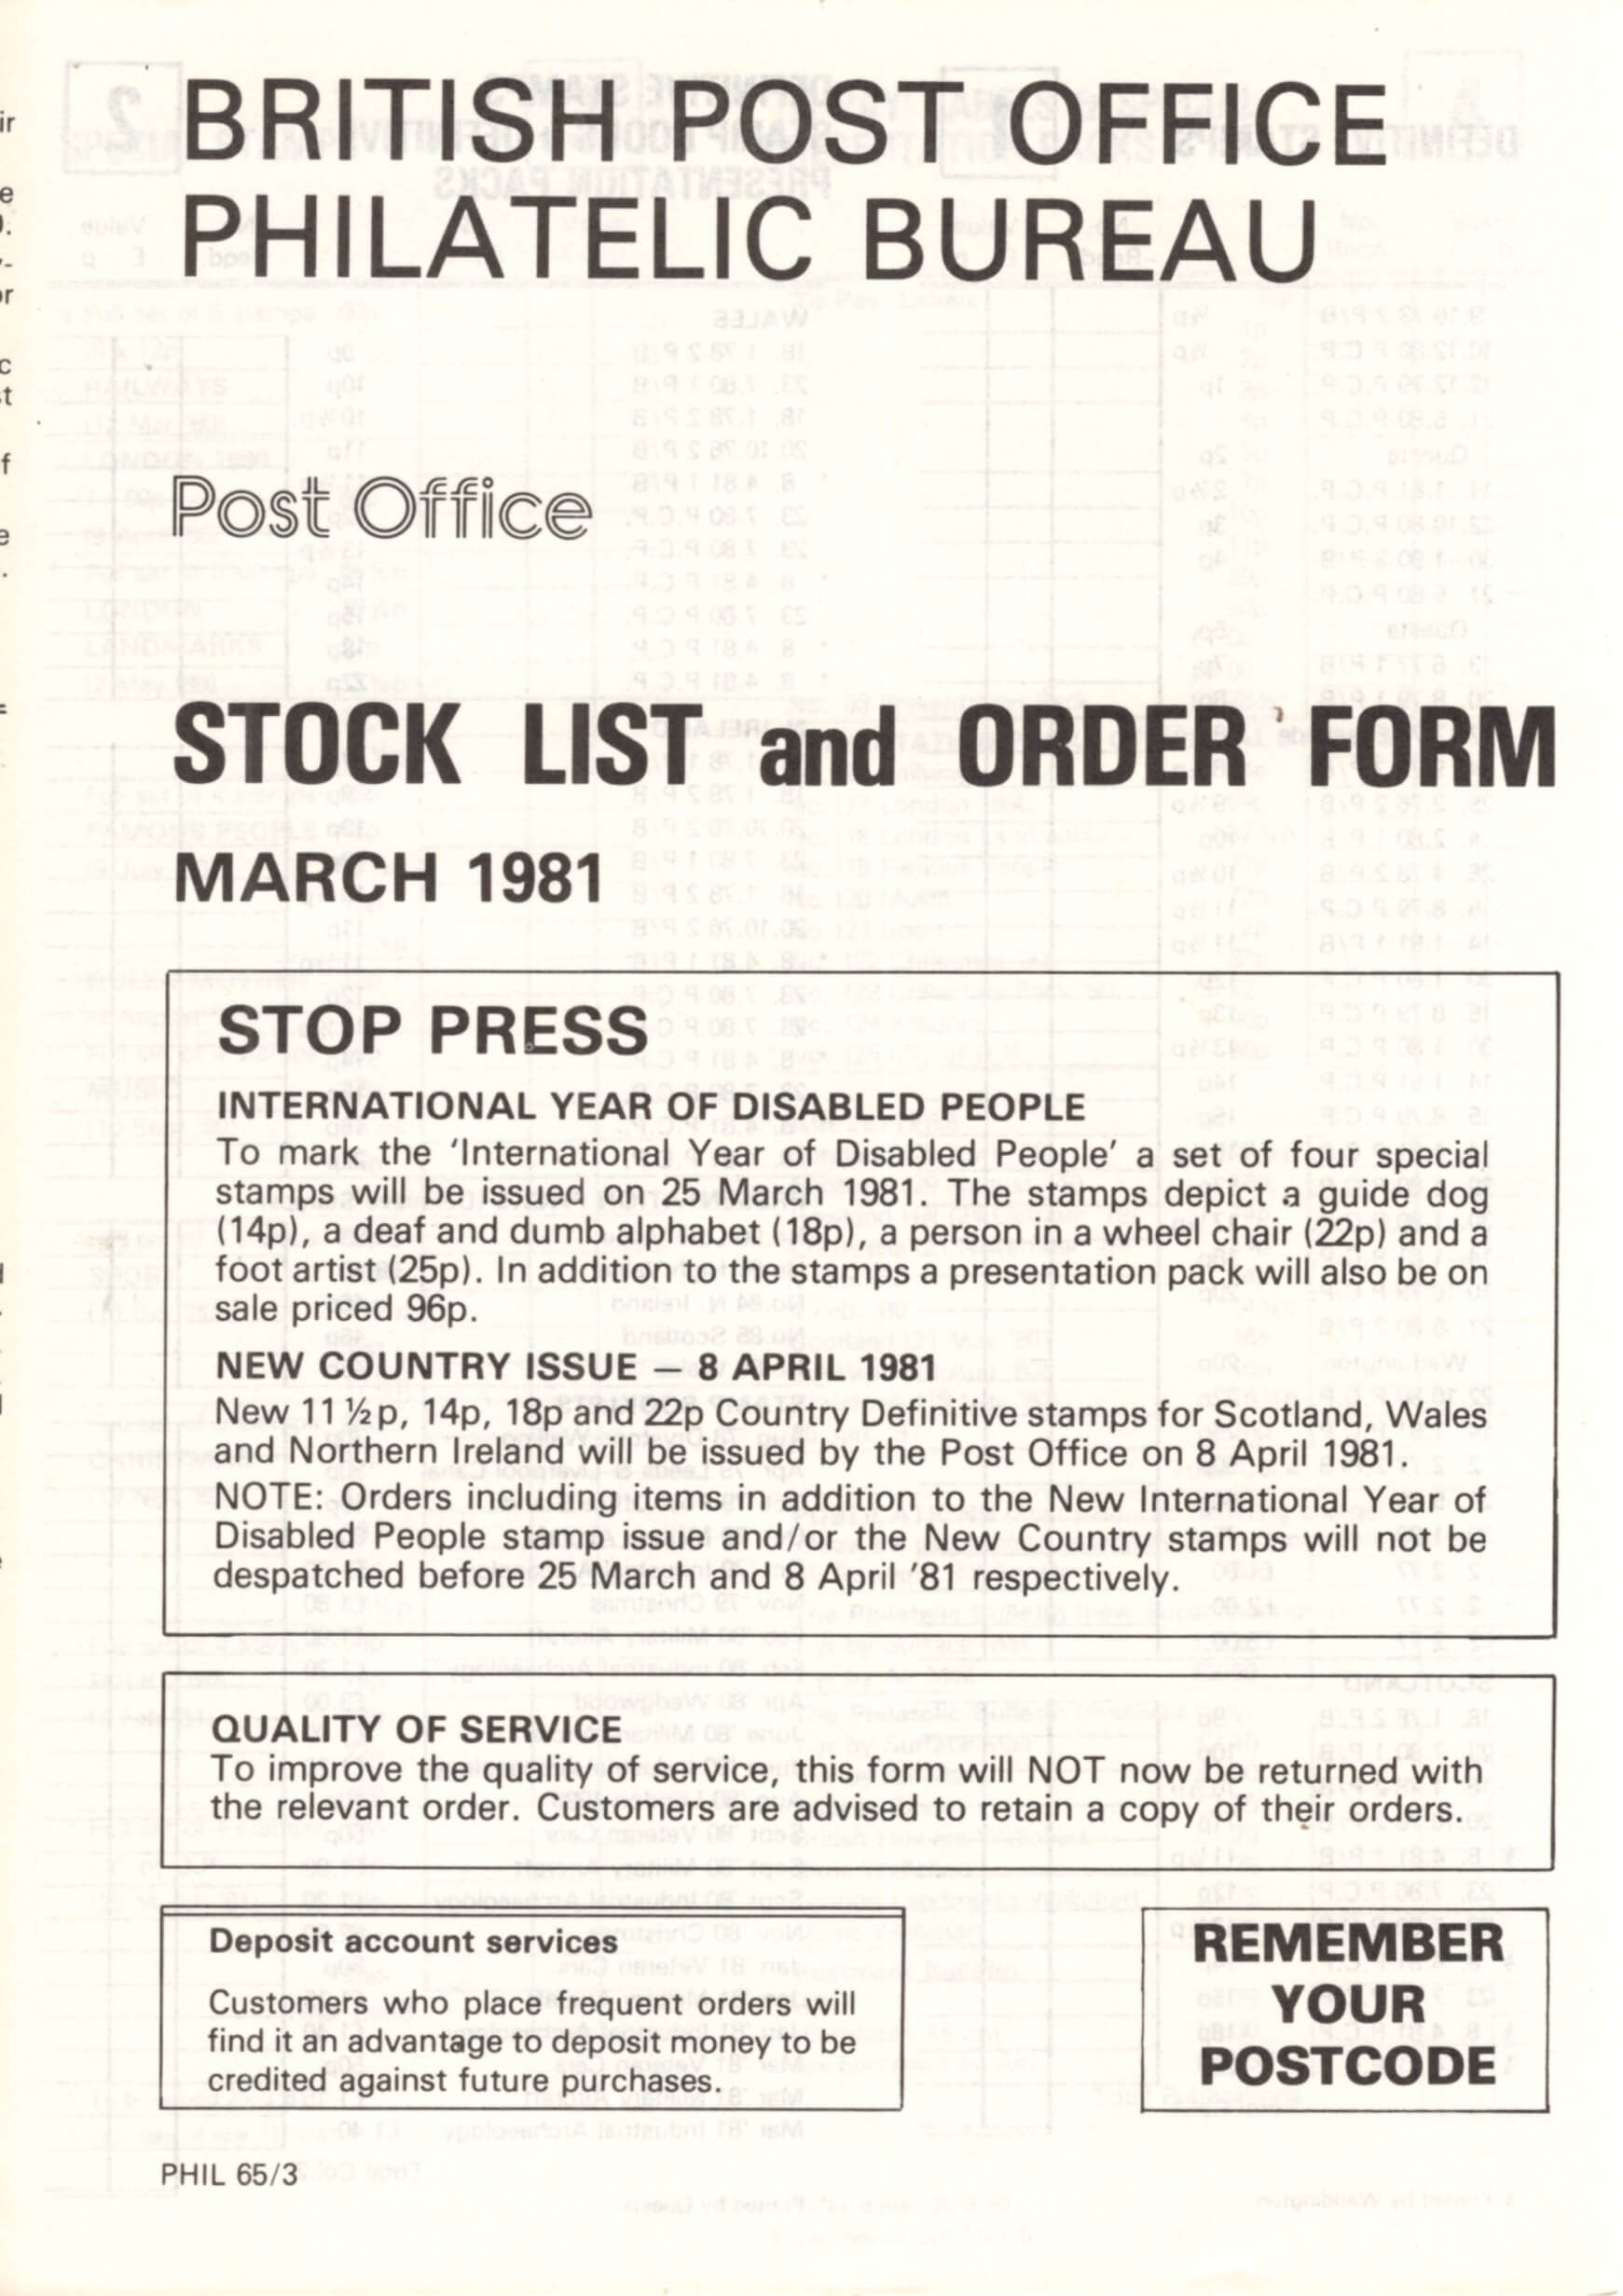 BRITISH POST OFFICE
PHILATELIC BUREAU
Post Office
STOCK LIST and ORDER FORM
MARCH 1981
STOP PRESS
INTERNATIONAL YEAR OF DISABLED PEOPLE
To mark the 'International Year of Disabled People' a set of four special
stamps will be issued on 25 March 1981. The stamps depict a guide dog
(14p), a deaf and dumb alphabet (18p), a person in a wheel chair (22p) and a
foot artist (25p). In addition to the stamps a presentation pack will also be on
sale priced 96p.
NEW COUNTRY ISSUE — 8 APRIL 1981
New 11 ½p, 14p, 18p and 22p Country Definitive stamps for Scotland, Wales
and Northern Ireland will be issued by the Post Office on 8 April 1981.
NOTE: Orders including items in addition to the New International Year of
Disabled People stamp issue and/or the New Country stamps will not be
despatched before 25 March and 8 April '81 respectively.
QUALITY OF SERVICE
To improve the quality of service, this form will NOT now be returned with
the relevant order. Customers are advised to retain a copy of their orders.
Deposit account services
Customers who place frequent orders will
find it an advantage to deposit money to be
credited against future purchases.
REMEMBER
YOUR
POSTCODE
PHIL 65/3